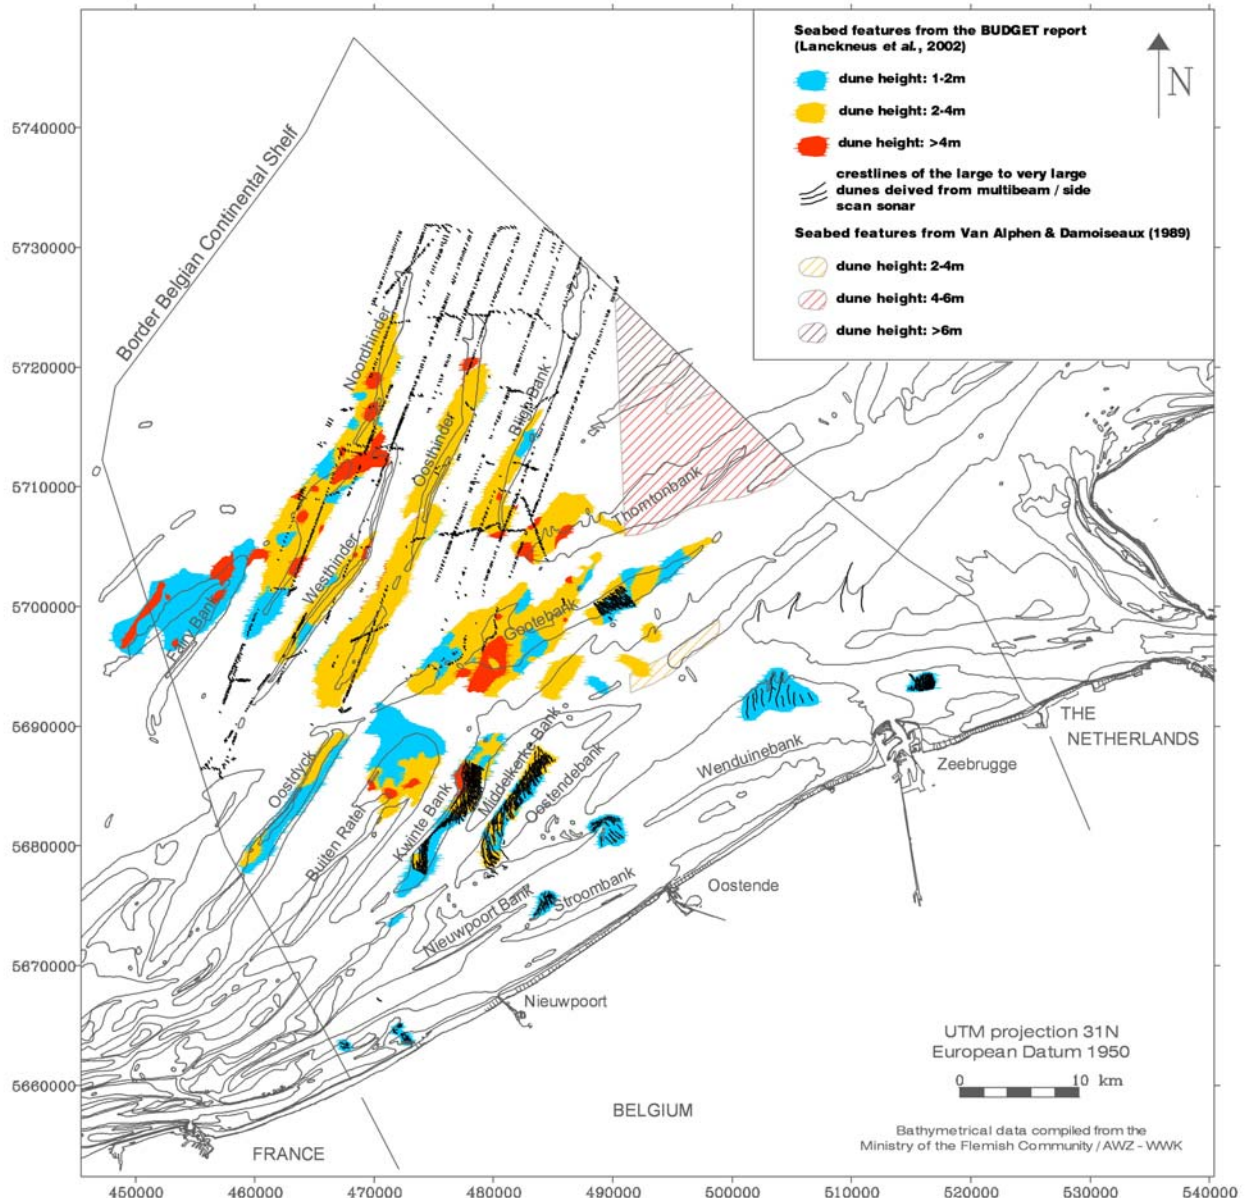 Seabed features from the BUDGET report
(Lanckneus et al., 2002)
dune height: 1-2m
dune height: 2-4m
dune height: >4m
crestlines of the large to very large
dunes deived from multibeam / side
scan sonar
Seabed features from Van Alphen & Damoiseaux (1989)
dune height: 2-4m
dune height: 4-6m
dune height: >6m
N
5740000
5730000
5720000
5710000
5700000
5690000
5680000
5670000
5660000
Border Belgian Continental Shelf
Noordhinder
Oosthinder
Bligh Bank
Thorntonbank
Westhinder
Fairy Bank
Gootebank
Oostdyck
Buiten Ratel
Kwinte Bank
Middelkerke Bank
Oostendebank
Wenduinebank
Nieuwpoort Bank
Stroombank
THE
NETHERLANDS
Zeebrugge
Oostende
Nieuwpoort
BELGIUM
FRANCE
UTM projection 31N
European Datum 1950
0 10 km
Bathymetrical data compiled from the
Ministry of the Flemish Community / AWZ - WWK
450000 460000 470000 480000 490000 500000 510000 520000 530000 540000